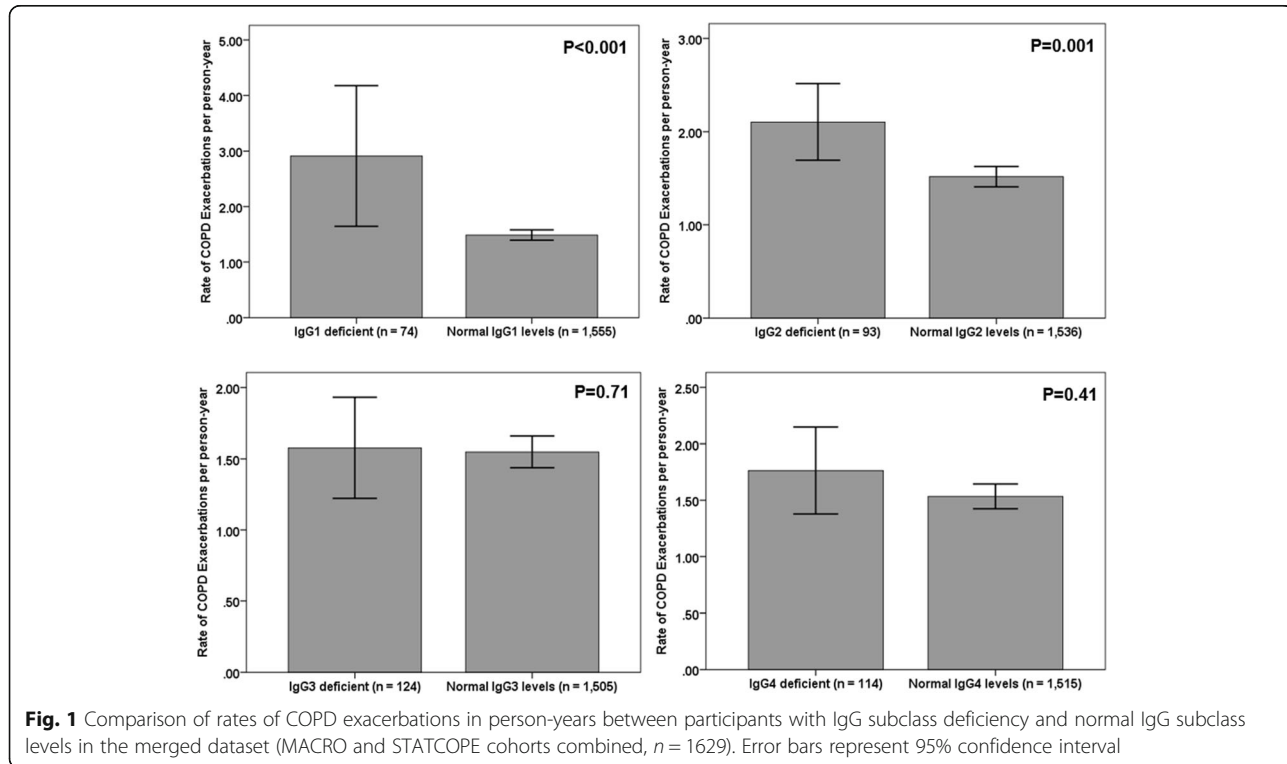 5.00
4.00
3.00
2.00
1.00
.00
Rate of COPD Exacerbations per person-year
P<0.001
IgG1 deficient (n = 74)
Normal IgG1 levels (n = 1,555)
3.00
2.00
1.00
.00
Rate of COPD Exacerbations per person-year
P=0.001
IgG2 deficient (n = 93)
Normal IgG2 levels (n = 1,536)
2.00
1.50
1.00
.50
.00
Rate of COPD Exacerbations per person-year
P=0.71
IgG3 deficient (n = 124)
Normal IgG3 levels (n = 1,505)
2.50
2.00
1.50
1.00
.50
.00
Rate of COPD Exacerbations per person-year
P=0.41
IgG4 deficient (n = 114)
Normal IgG4 levels (n = 1,515)
Fig. 1 Comparison of rates of COPD exacerbations in person-years between participants with IgG subclass deficiency and normal IgG subclass
levels in the merged dataset (MACRO and STATCOPE cohorts combined, n = 1629). Error bars represent 95% confidence interval